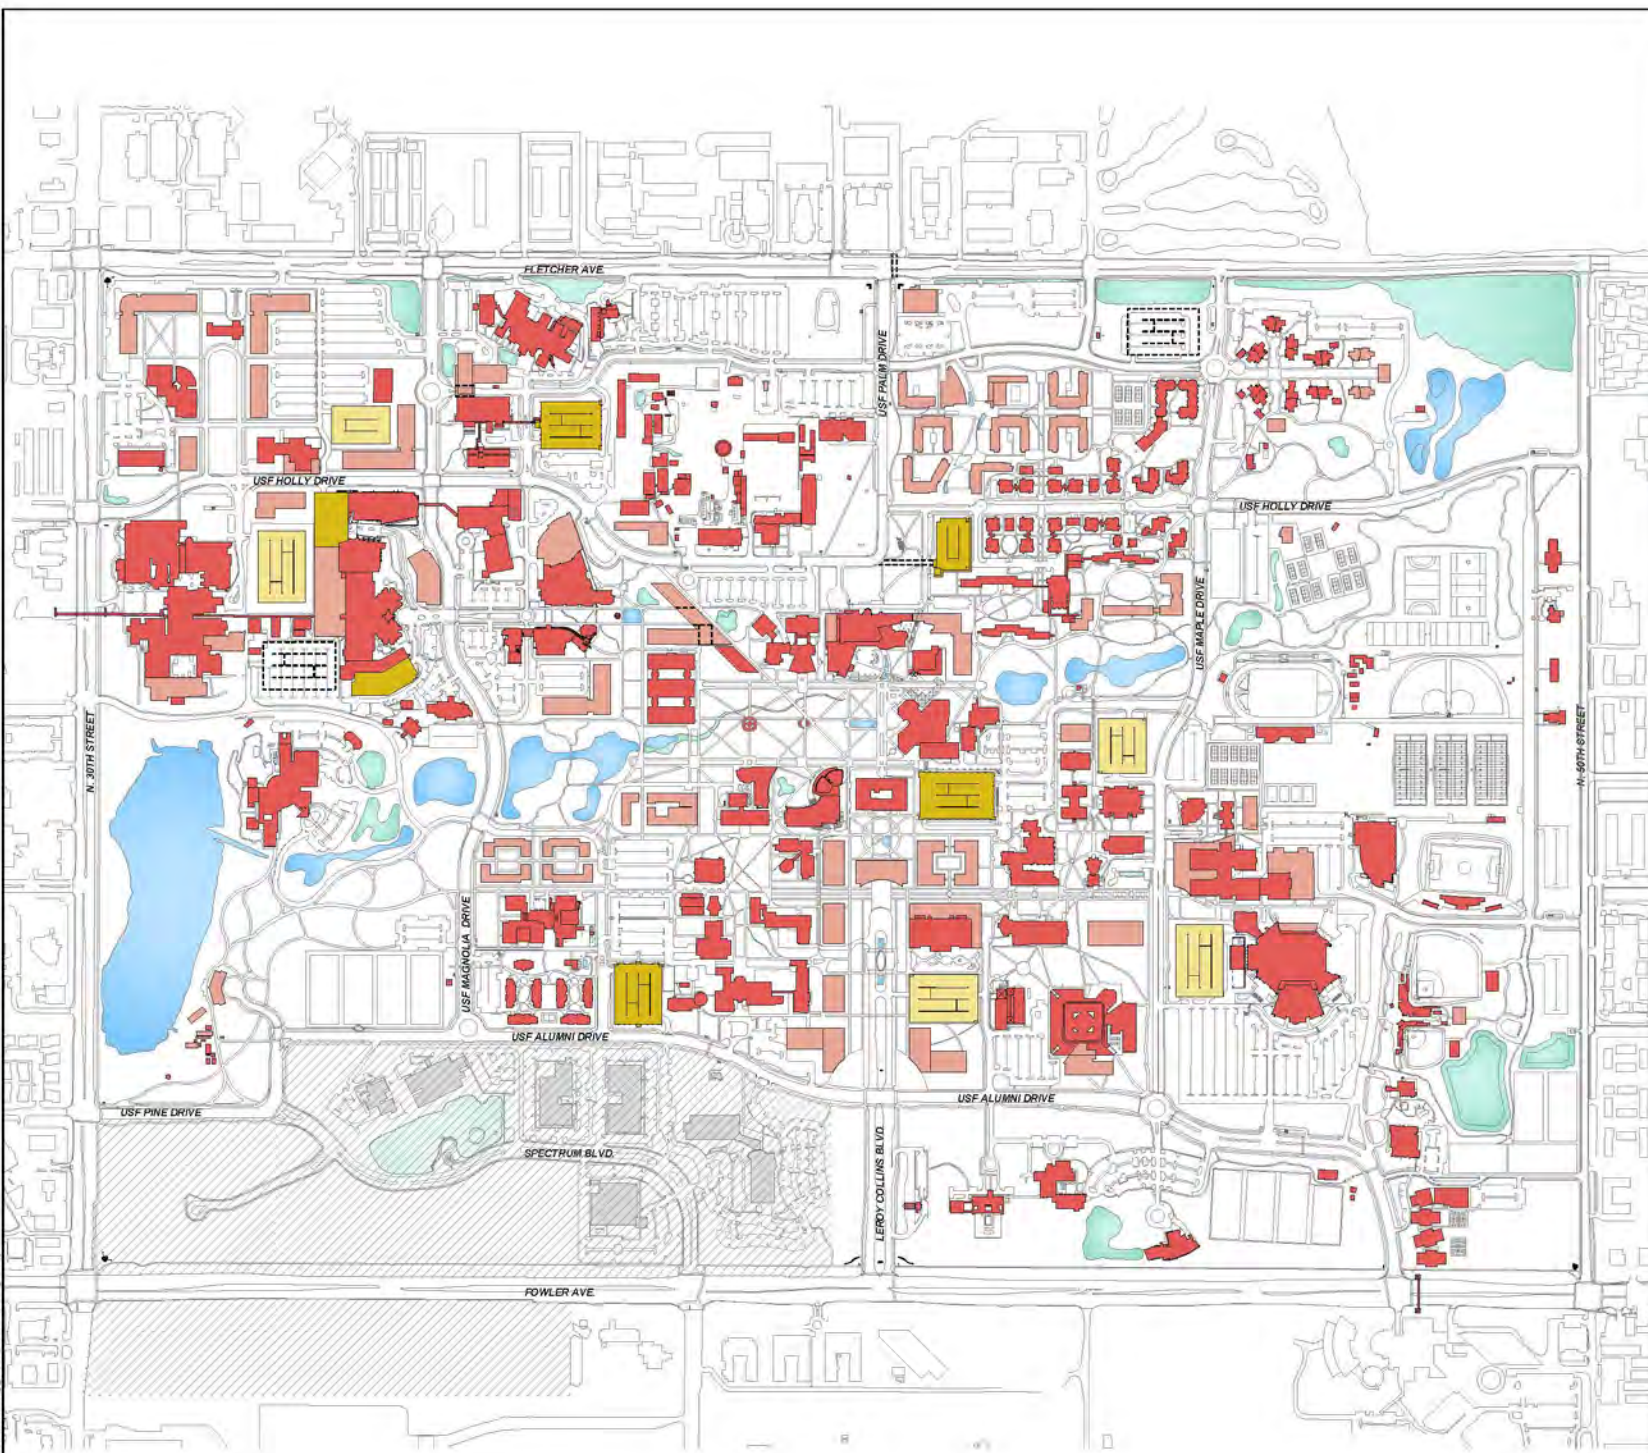 FLETCHER AVE.
USF PALM DRIVE
USF HOLLY DRIVE
USF HOLLY DRIVE
USF MAPLE DRIVE
N. 30TH STREET
N. 50TH STREET
USF MAGNOLIA DRIVE
USF ALUMNI DRIVE
USF PINE DRIVE
USF ALUMNI DRIVE
SPECTRUM BLVD.
LEROY COLLINS BLVD.
FOWLER AVE.